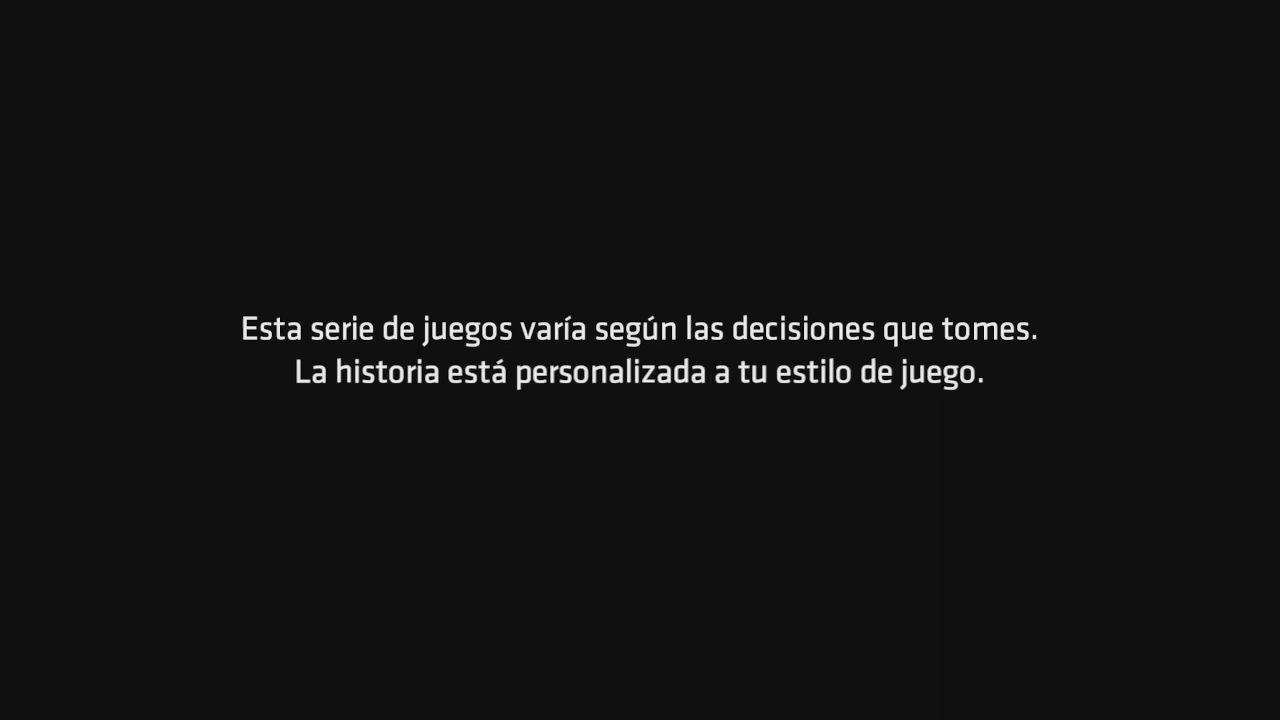 Esta serie de juegos varía según las decisiones que tomes.
La historia está personalizada a tu estilo de juego.